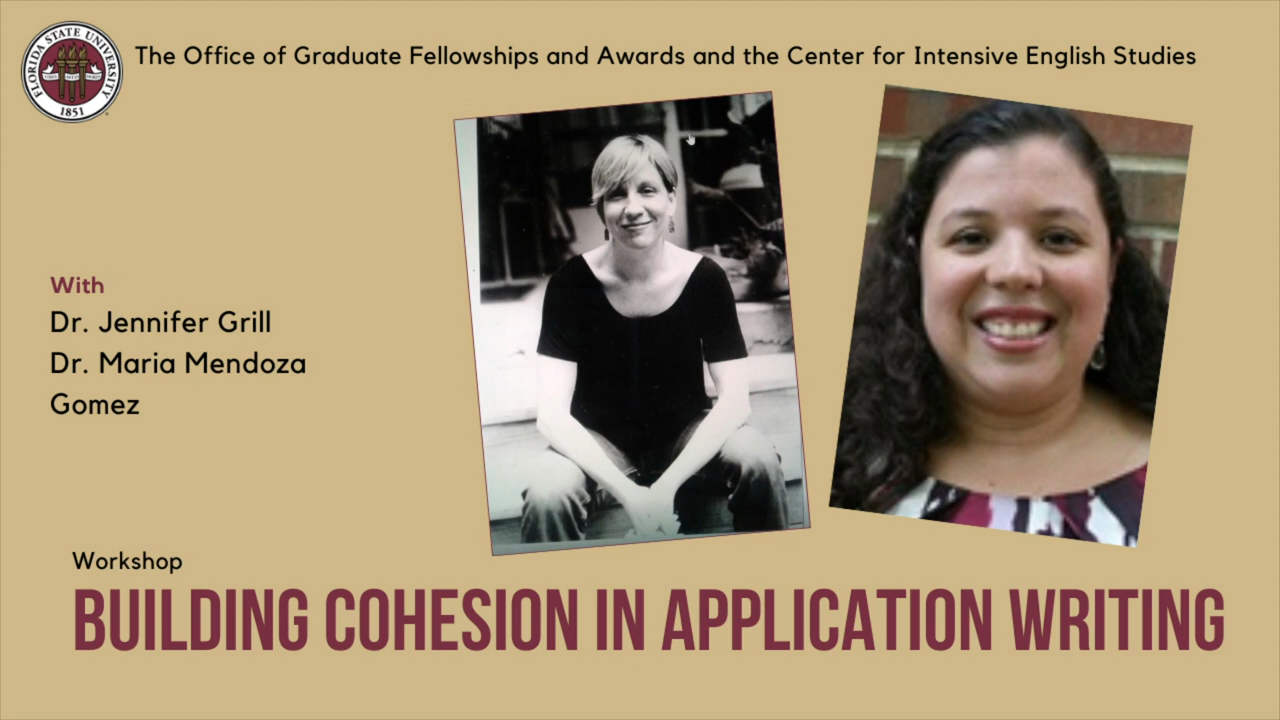 FLORIDA STATE UNIVERSITY
1851
The Office of Graduate Fellowships and Awards and the Center for Intensive English Studies
With
Dr. Jennifer Grill
Dr. Maria Mendoza
Gomez
Workshop
BUILDING COHESION IN APPLICATION WRITING